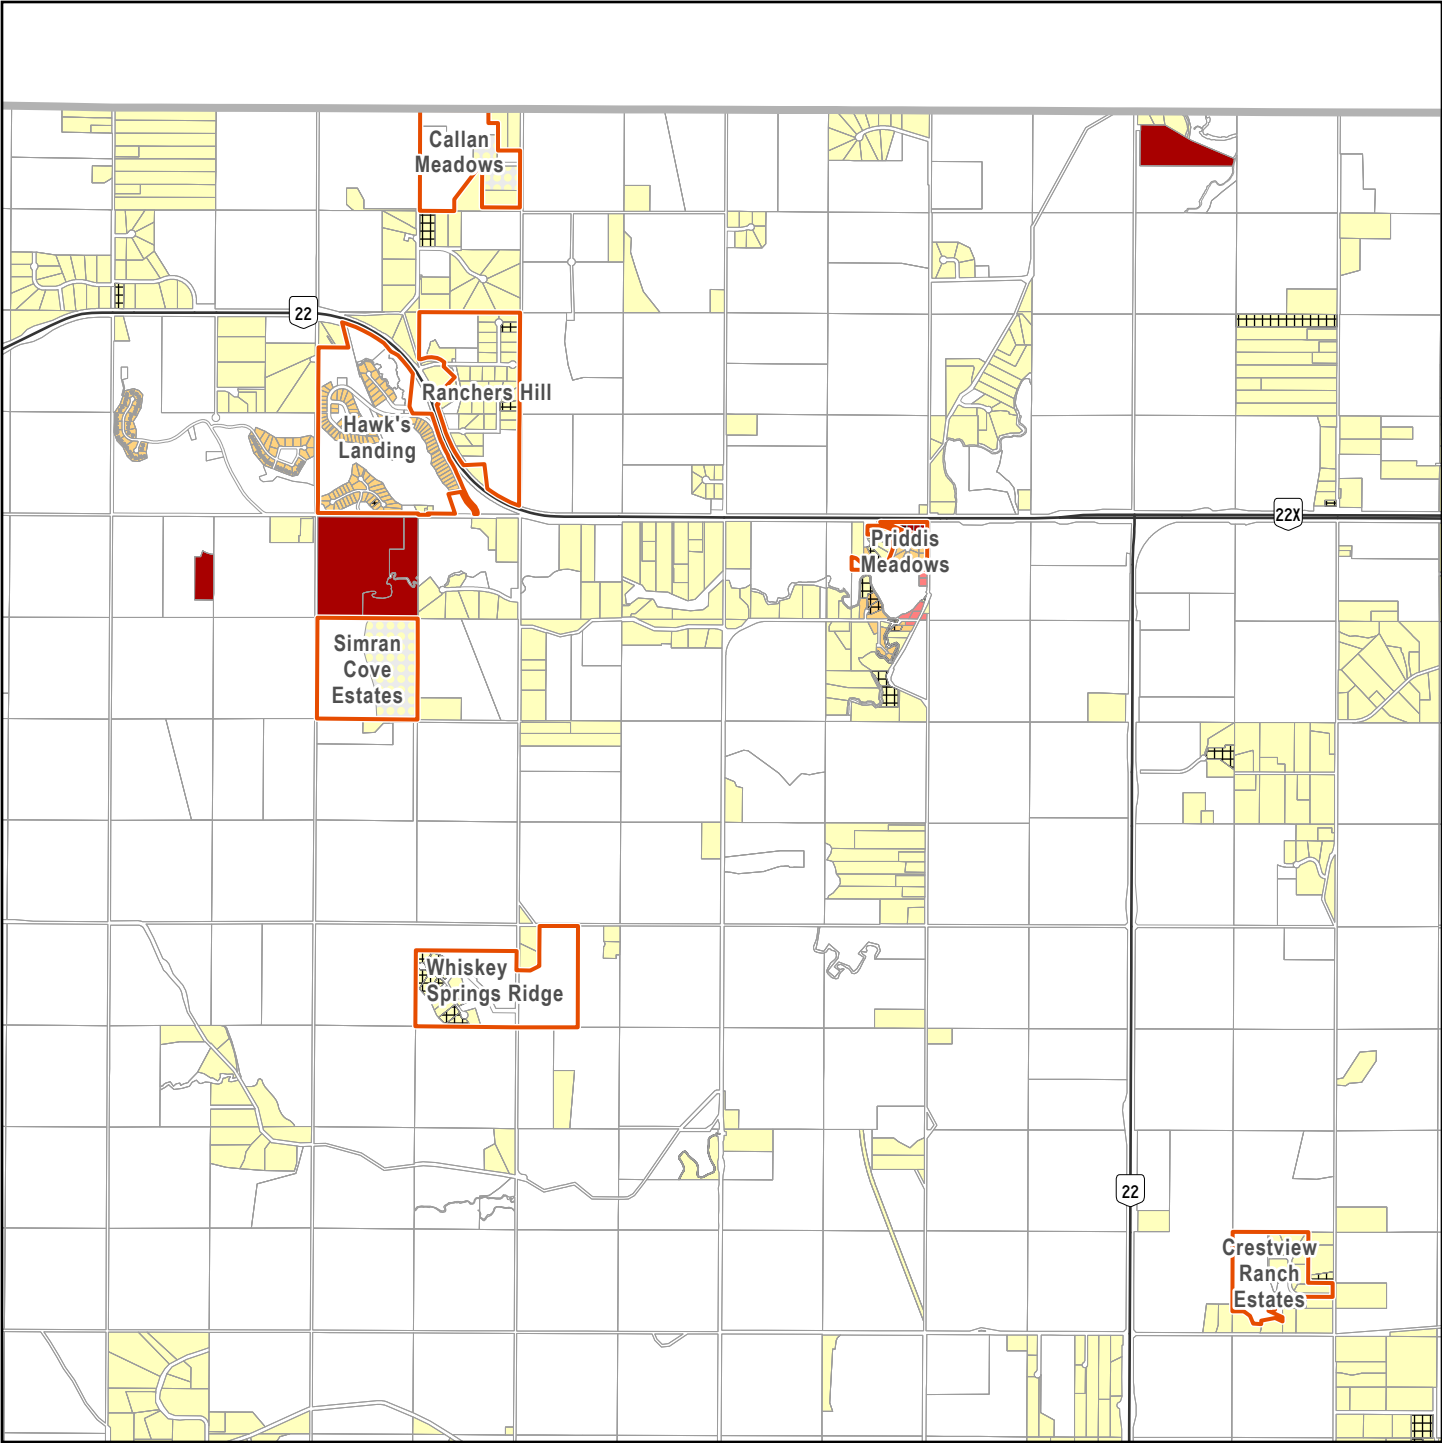 Callan
Meadows
22
Ranchers Hill
Hawk's
Landing
22X
Priddis
Meadows
Simran
Cove
Estates
Whiskey
Springs Ridge
22
Crestview
Ranch
Estates